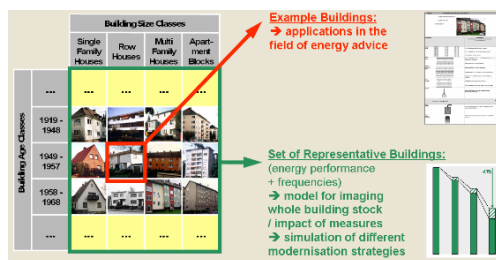 Building Size Classes
Single Family Houses
Row Houses
Multi Family Houses
Apart-ment Blocks
Building Age Classes
... ... ... ...
1919 - 1948
1949 - 1957
1958 - 1968
... ... ... ... ...
Example Buildings:
➔ applications in the
field of energy advice
Set of Representative Buildings:
(energy performance
+ frequencies)
➔ model for imaging
whole building stock
/ impact of measures
➔ simulation of different
modernisation strategies